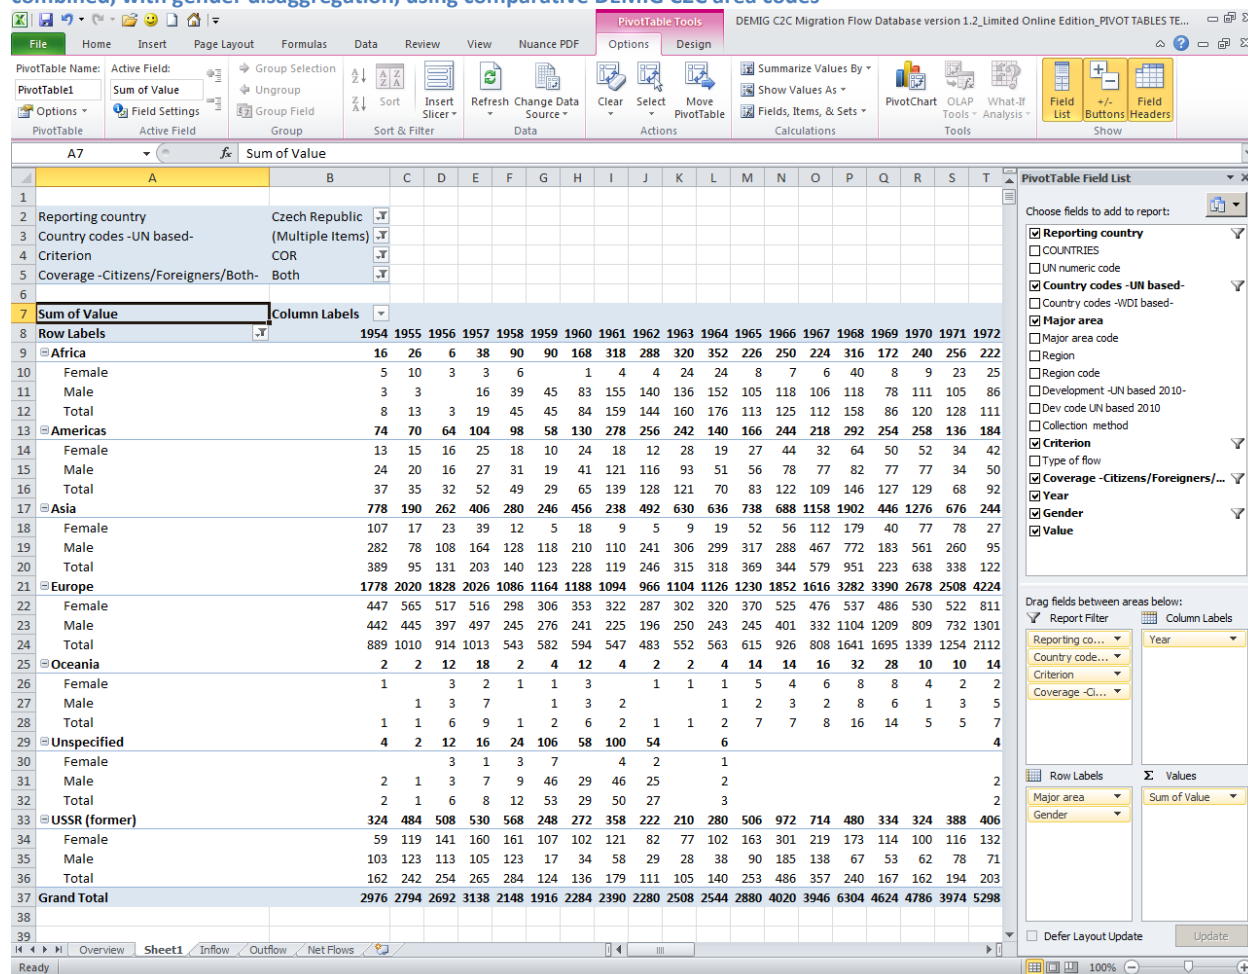 combined, with gender disaggregation, using comparative DEMIG C2C area codes
PivotTable Tools
DEMIG C2C Migration Flow Database version 1.2_Limited Online Edition_PIVOT TABLES TE...
File Home Insert Page Layout Formulas Data Review View Nuance PDF Options Design
PivotTable Name: Active Field: Group Selection Summarize Values By
PivotTable1 Sum of Value Ungroup Sort Insert Slicer Refresh Change Data Source Clear Select Move PivotTable Show Values As PivotChart OLAP Tools What-If Analysis Field List +/- Buttons Field Headers
Options Field Settings Group Field Fields, Items, & Sets
PivotTable Active Field Group Sort & Filter Data Actions Calculations Tools Show
A7 fx Sum of Value
A B C D E F G H I J K L M N O P Q R S T
1
2 Reporting country Czech Republic
3 Country codes -UN based- (Multiple Items)
4 Criterion COR
5 Coverage -Citizens/Foreigners/Both- Both
6
7 Sum of Value Column Labels
8 Row Labels 1954 1955 1956 1957 1958 1959 1960 1961 1962 1963 1964 1965 1966 1967 1968 1969 1970 1971 1972
9 Africa 16 26 6 38 90 90 168 318 288 320 352 226 250 224 316 172 240 256 222
10 Female 5 10 3 3 6 1 4 4 24 24 8 7 6 40 8 9 23 25
11 Male 3 3 16 39 45 83 155 140 136 152 105 118 106 118 78 111 105 86
12 Total 8 13 3 19 45 45 84 159 144 160 176 113 125 112 158 86 120 128 111
13 Americas 74 70 64 104 98 58 130 278 256 242 140 166 244 218 292 254 258 136 184
14 Female 13 15 16 25 18 10 24 18 12 28 19 27 44 32 64 50 52 34 42
15 Male 24 20 16 27 31 19 41 121 116 93 51 56 78 77 82 77 77 34 50
16 Total 37 35 32 52 49 29 65 139 128 121 70 83 122 109 146 127 129 68 92
17 Asia 778 190 262 406 280 246 456 238 492 630 636 738 688 1158 1902 446 1276 676 244
18 Female 107 17 23 39 12 5 18 9 5 9 19 52 56 112 179 40 77 78 27
19 Male 282 78 108 164 128 118 210 110 241 306 299 317 288 467 772 183 561 260 95
20 Total 389 95 131 203 140 123 228 119 246 315 318 369 344 579 951 223 638 338 122
21 Europe 1778 2020 1828 2026 1086 1164 1188 1094 966 1104 1126 1230 1852 1616 3282 3390 2678 2508 4224
22 Female 447 565 517 516 298 306 353 322 287 302 320 370 525 476 537 486 530 522 811
23 Male 442 445 397 497 245 276 241 225 196 250 243 245 401 332 1104 1209 809 732 1301
24 Total 889 1010 914 1013 543 582 594 547 483 552 563 615 926 808 1641 1695 1339 1254 2112
25 Oceania 2 2 12 18 2 4 12 4 2 2 4 14 14 16 32 28 10 10 14
26 Female 1 3 2 1 1 3 1 1 1 5 4 6 8 8 4 2 2
27 Male 1 3 7 1 3 2 1 2 3 2 8 6 1 3 5
28 Total 1 1 6 9 1 2 6 2 1 1 2 7 7 8 16 14 5 5 7
29 Unspecified 4 2 12 16 24 106 58 100 54 6 4
30 Female 3 1 3 7 4 2 1
31 Male 2 1 3 7 9 46 29 46 25 2 2
32 Total 2 1 6 8 12 53 29 50 27 3 2
33 USSR (former) 324 484 508 530 568 248 272 358 222 210 280 506 972 714 480 334 324 388 406
34 Female 59 119 141 160 161 107 102 121 82 77 102 163 301 219 173 114 100 116 132
35 Male 103 123 113 105 123 17 34 58 29 28 38 90 185 138 67 53 62 78 71
36 Total 162 242 254 265 284 124 136 179 111 105 140 253 486 357 240 167 162 194 203
37 Grand Total 2976 2794 2692 3138 2148 1916 2284 2390 2280 2508 2544 2880 4020 3946 6304 4624 4786 3974 5298
38
39
PivotTable Field List
Choose fields to add to report:
Reporting country
COUNTRIES
UN numeric code
Country codes -UN based-
Country codes -WDI based-
Major area
Major area code
Region
Region code
Development -UN based 2010-
Dev code UN based 2010
Collection method
Criterion
Type of flow
Coverage -Citizens/Foreigners/...
Year
Gender
Value
Drag fields between areas below:
Report Filter Column Labels
Reporting co... Year
Country code...
Criterion
Coverage -Ci...
Row Labels Σ Values
Major area Sum of Value
Gender
Defer Layout Update Update
Overview Sheet1 Inflow Outflow Net Flows
Ready 100%